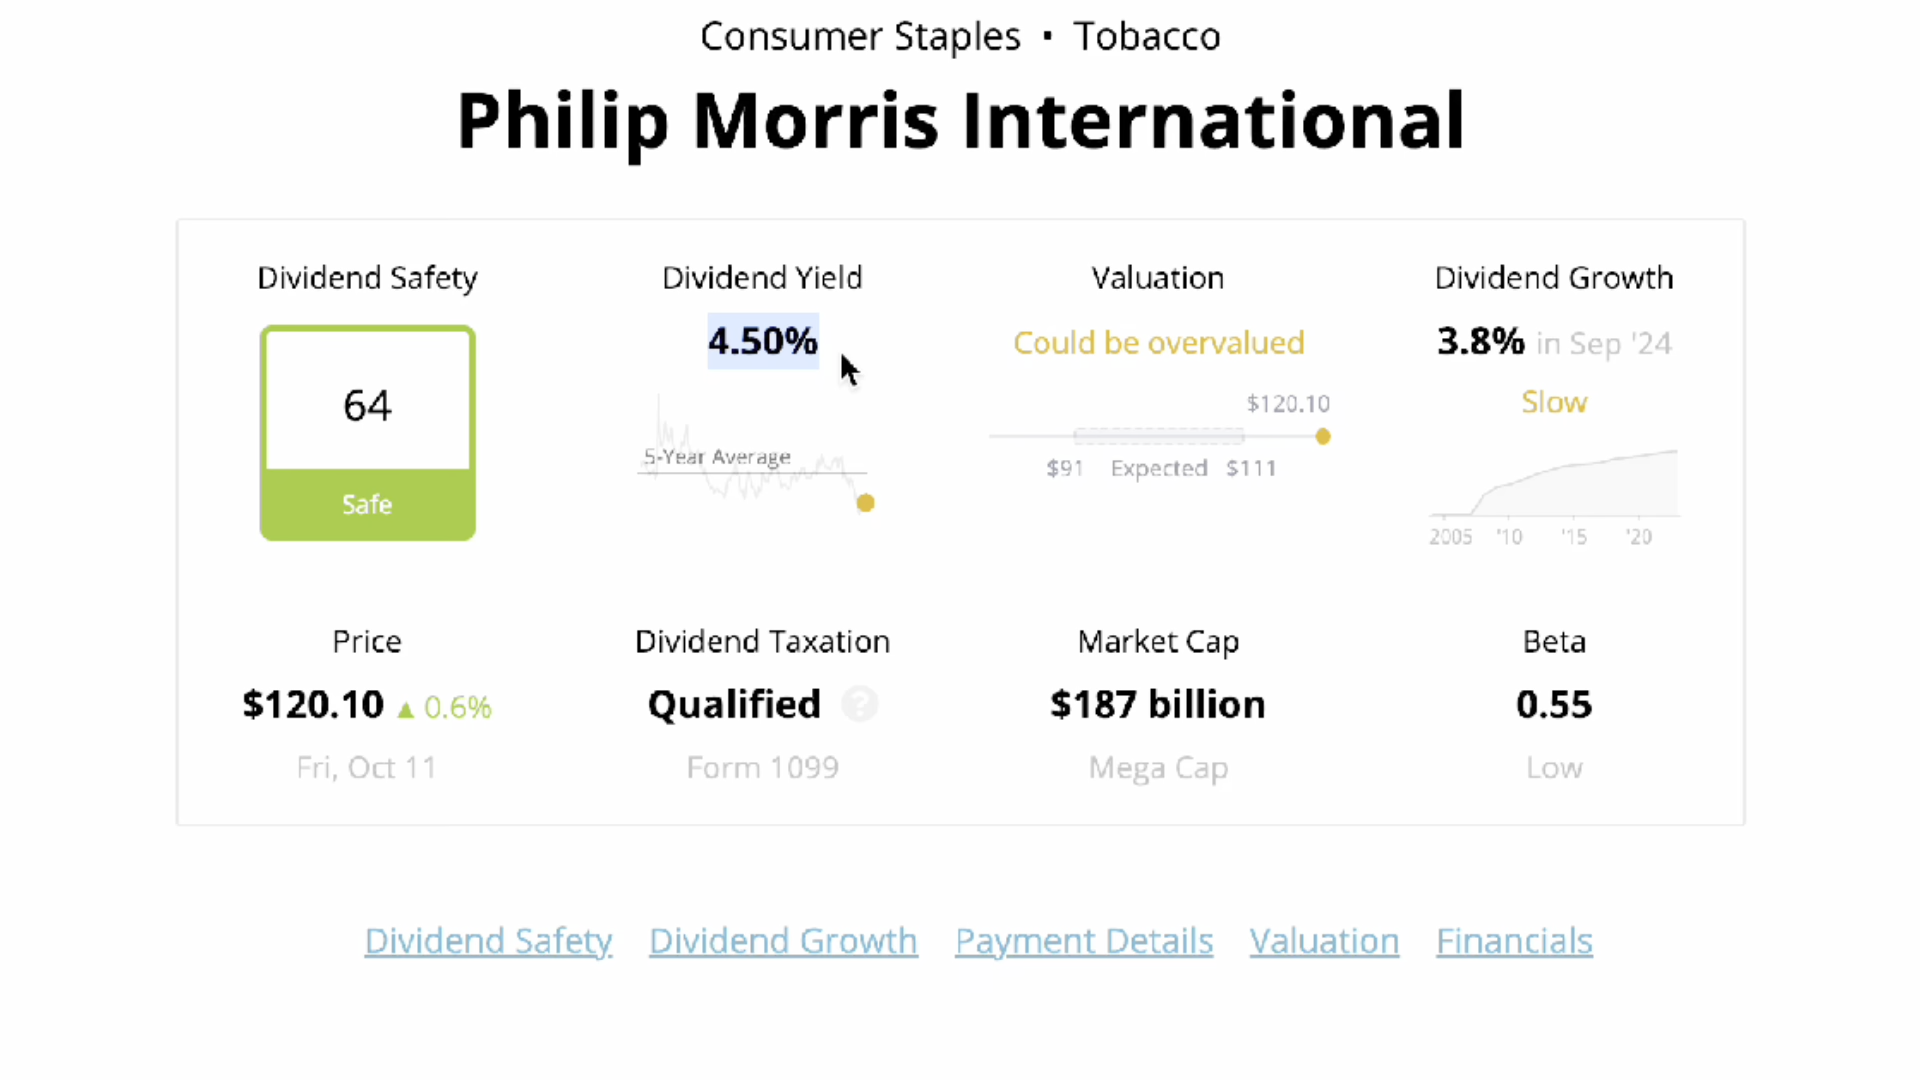 Consumer Staples • Tobacco
Philip Morris International
Dividend Safety
64
Safe
Dividend Yield
4.50%
5-Year Average
Valuation
Could be overvalued
$120.10
$91 Expected $111
Dividend Growth
3.8% in Sep '24
Slow
2005 '10 '15 '20
Price
$120.10 ▲ 0.6%
Fri, Oct 11
Dividend Taxation
Qualified ?
Form 1099
Market Cap
$187 billion
Mega Cap
Beta
0.55
Low
Dividend Safety Dividend Growth Payment Details Valuation Financials